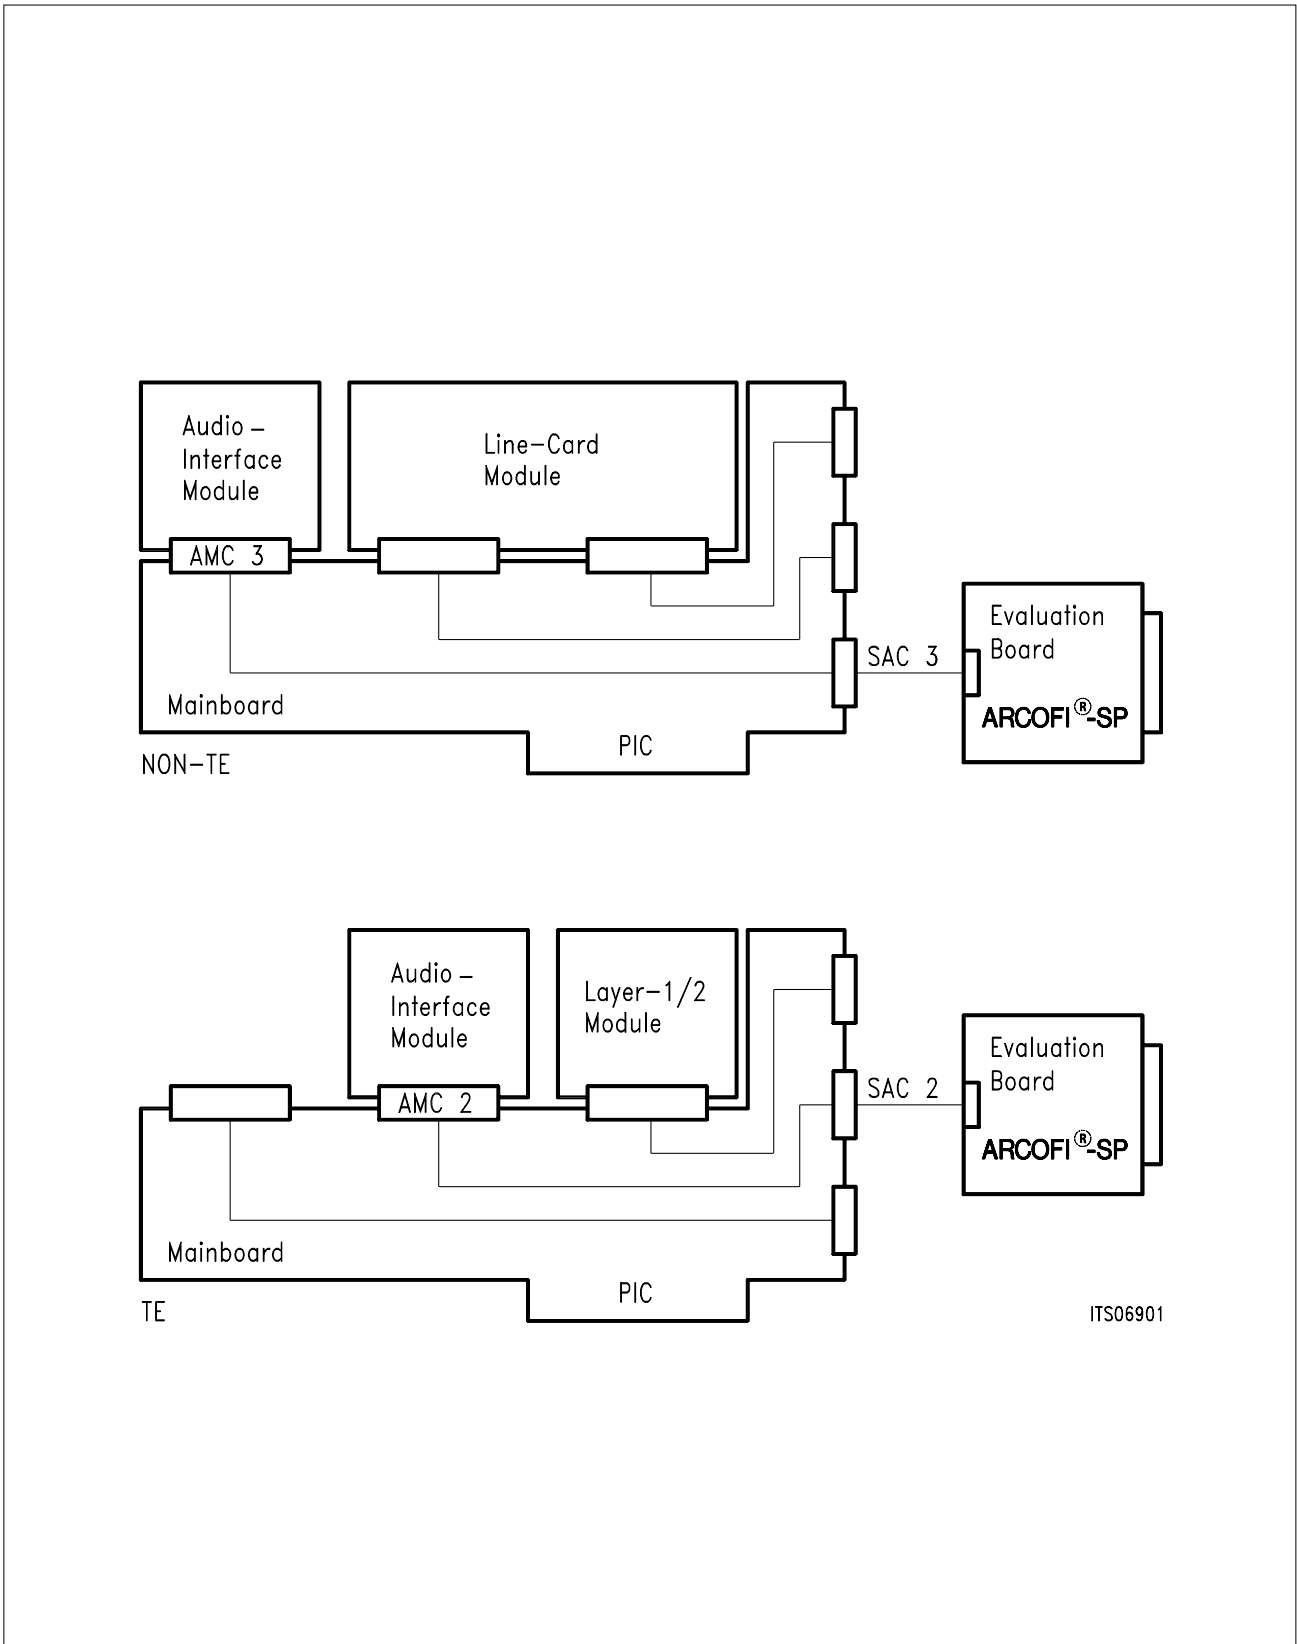 Audio –
Interface
Module
Line–Card
Module
AMC 3
Evaluation
Board
SAC 3
ARCOFI®-SP
Mainboard
PIC
NON–TE
Audio –
Interface
Module
Layer–1/2
Module
AMC 2
Evaluation
Board
SAC 2
ARCOFI®-SP
Mainboard
PIC
TE
ITS06901